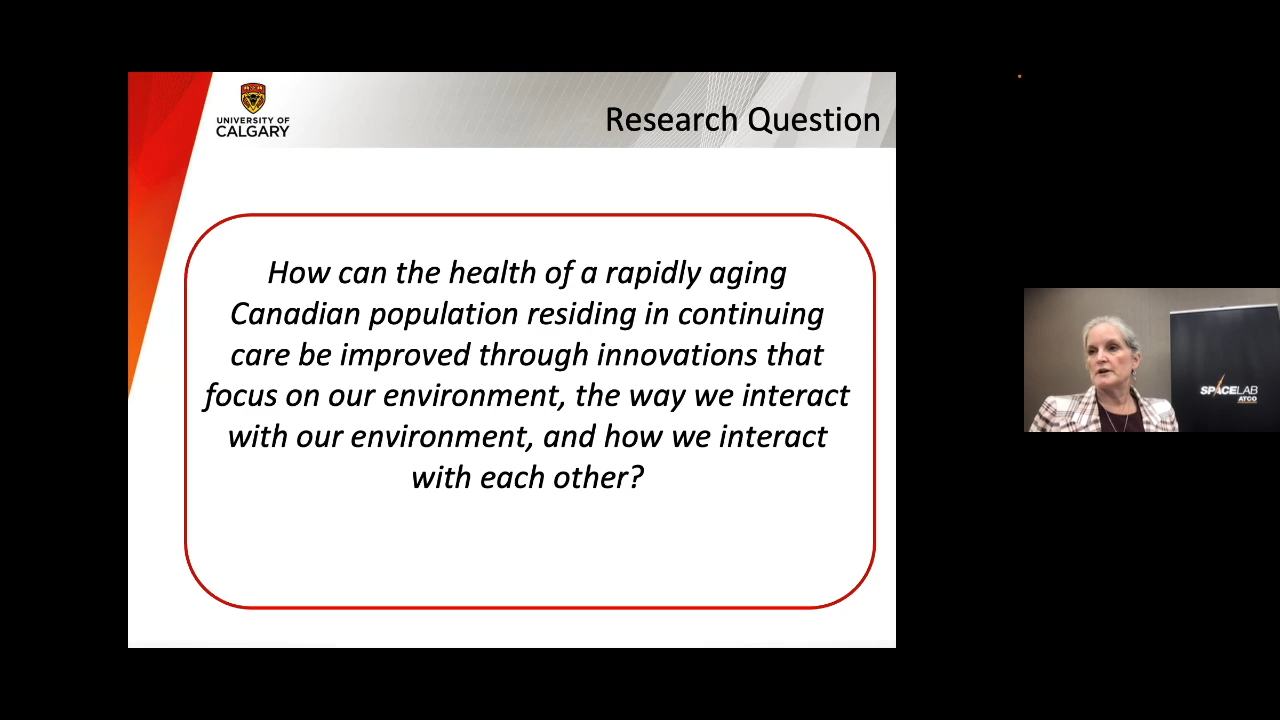 UNIVERSITY OF
CALGARY
Research Question
How can the health of a rapidly aging
Canadian population residing in continuing
care be improved through innovations that
focus on our environment, the way we interact
with our environment, and how we interact
with each other?
SPACELAB
ATCO